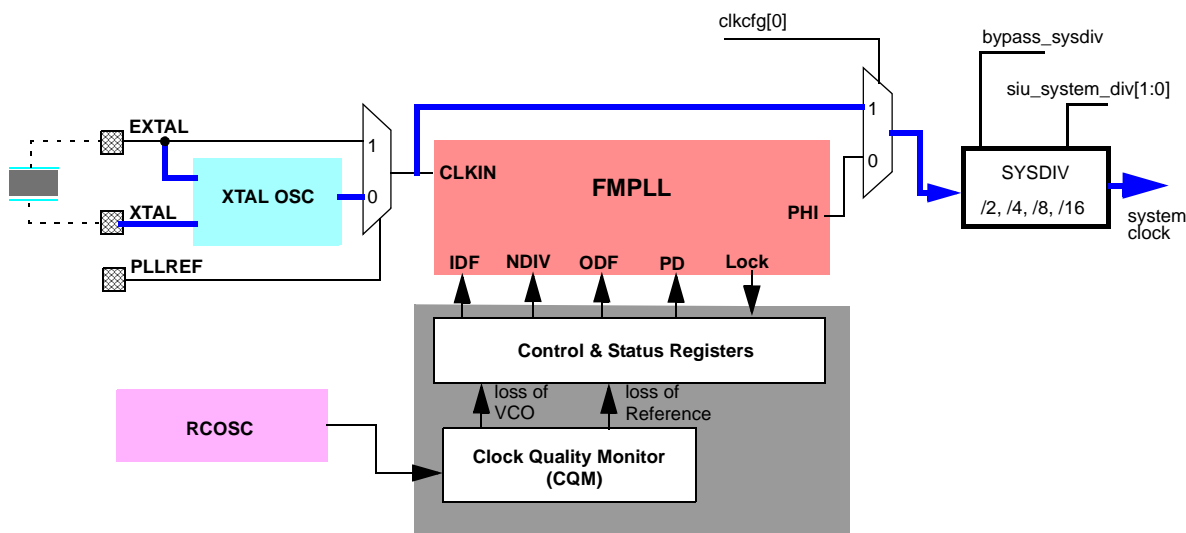 clkcfg[0]
bypass_sysdiv
siu_system_div[1:0]
EXTAL
1
0
XTAL OSC
XTAL
PLLREF
CLKIN
FMPLL
PHI
IDF NDIV ODF PD Lock
1
0
SYSDIV
/2, /4, /8, /16
system
clock
Control & Status Registers
loss of
VCO
loss of
Reference
RCOSC
Clock Quality Monitor
(CQM)